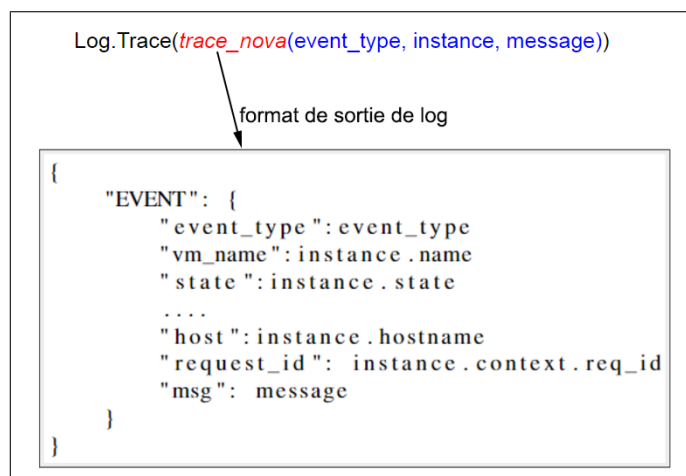 Log.Trace(trace_nova(event_type, instance, message))
format de sortie de log
{
"EVENT": {
"event_type":event_type
"vm_name":instance.name
"state":instance.state
....
"host":instance.hostname
"request_id": instance.context.req_id
"msg": message
}
}